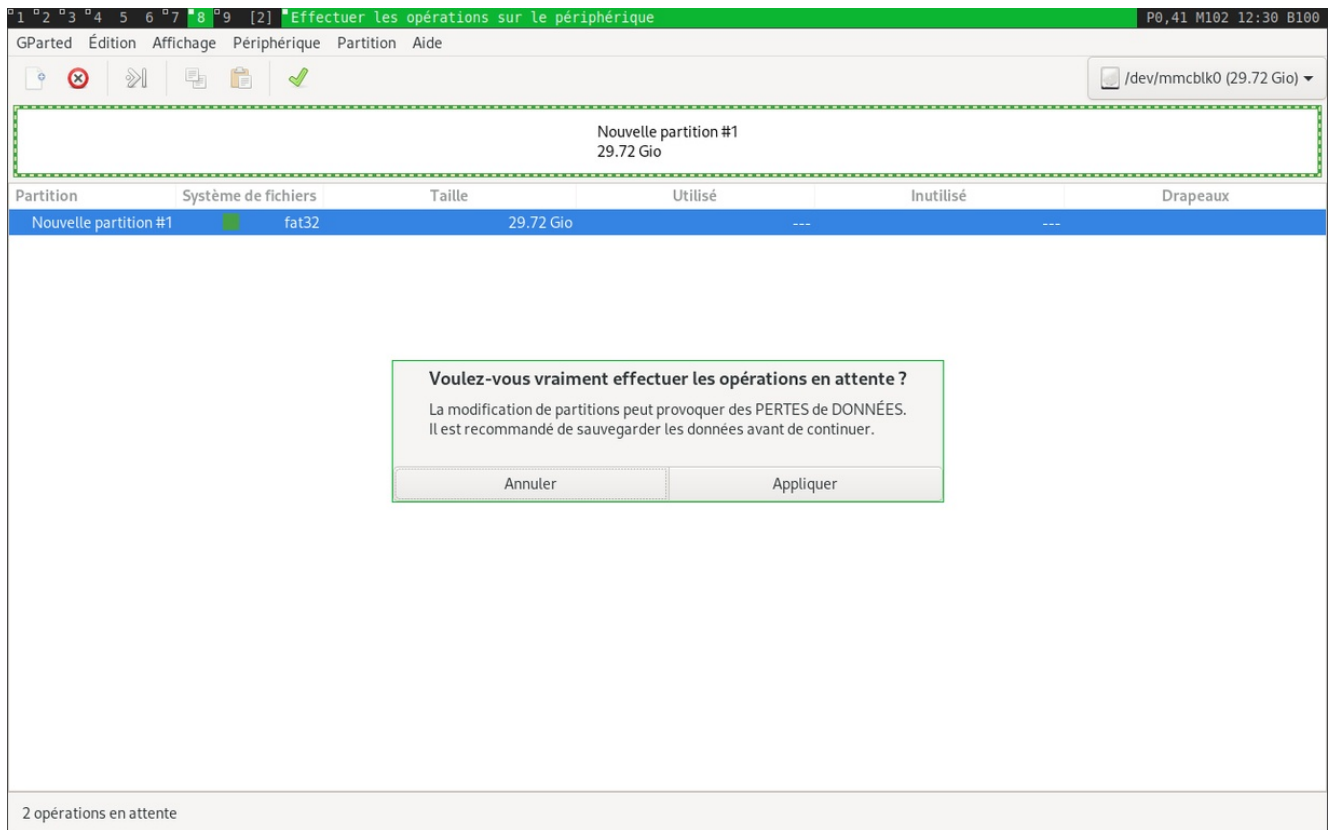 1 2 3 4 5 6 7 8 9 [2] Effectuer les opérations sur le périphérique P0,41 M102 12:30 B100
GParted Édition Affichage Périphérique Partition Aide
/dev/mmcblk0 (29.72 Gio)
Nouvelle partition #1
29.72 Gio
Partition Système de fichiers Taille Utilisé Inutilisé Drapeaux
Nouvelle partition #1 fat32 29.72 Gio --- ---
Voulez-vous vraiment effectuer les opérations en attente ?
La modification de partitions peut provoquer des PERTES de DONNÉES.
Il est recommandé de sauvegarder les données avant de continuer.
Annuler Appliquer
2 opérations en attente